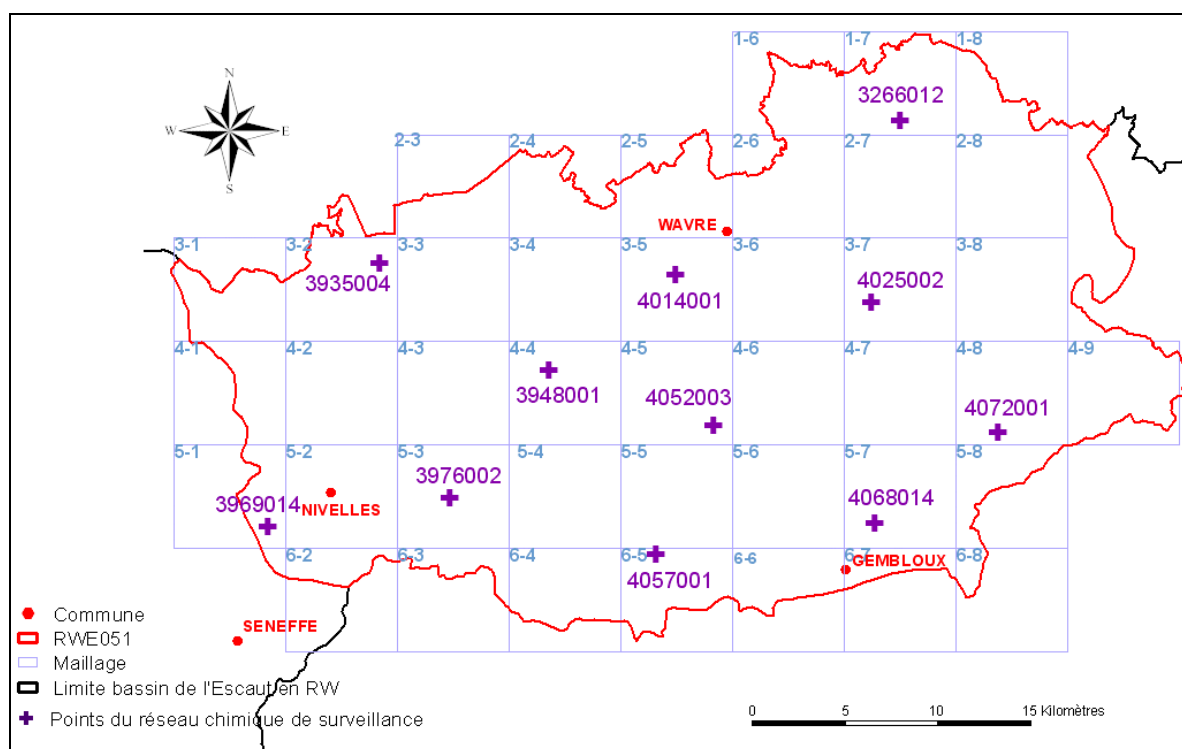 1-6 1-7 1-8
N
3266012
W E
2-3 2-4 2-5 2-6 2-7 2-8
S
WAVRE
3-1 3-2 3-3 3-4 3-5 3-6 3-7 3-8
3935004 4014001 4025002
4-1 4-2 4-3 4-4 4-5 4-6 4-7 4-8 4-9
3948001 4052003 4072001
5-1 5-2 5-3 5-4 5-5 5-6 5-7 5-8
3976002
3969014 NIVELLES 4068014
6-2 6-3 6-4 6-5 6-6 6-7 6-8
GEMBLOUX
4057001
Commune
SENEFFE
RWE051
Maillage
Limite bassin de l'Escaut en RW
Points du réseau chimique de surveillance
0 5 10 15 Kilomètres